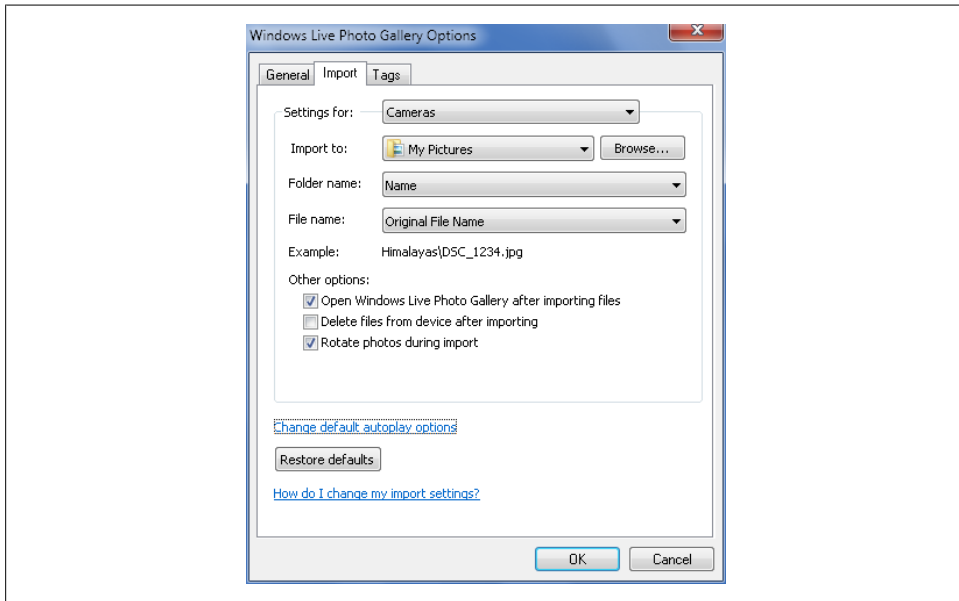 Windows Live Photo Gallery Options
General Import Tags
Settings for: Cameras
Import to: My Pictures Browse...
Folder name: Name
File name: Original File Name
Example: Himalayas\DSC_1234.jpg
Other options:
Open Windows Live Photo Gallery after importing files
Delete files from device after importing
Rotate photos during import
Change default autoplay options
Restore defaults
How do I change my import settings?
OK Cancel